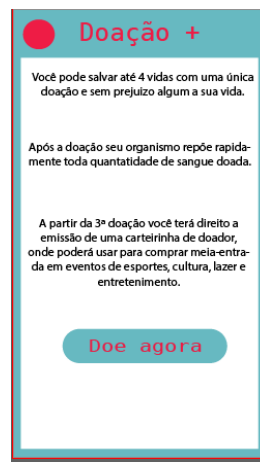 Doação +
Você pode salvar até 4 vidas com uma única
doação e sem prejuizo algum a sua vida.
Após a doação seu organismo repõe rapida-
mente toda quantatidade de sangue doada.
A partir da 3ª doação você terá direito a
emissão de uma carteirinha de doador,
onde poderá usar para comprar meia-entra-
da em eventos de esportes, cultura, lazer e
entretenimento.
Doe agora